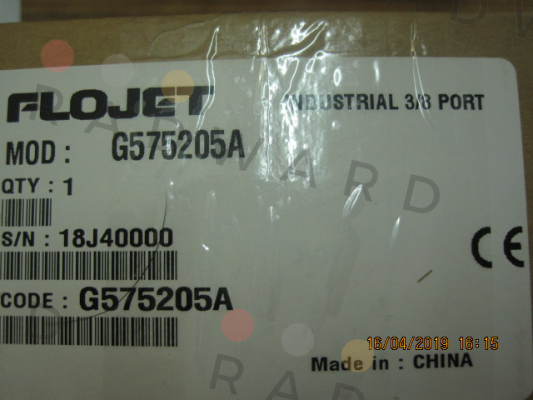 FLOJET
INDUSTRIAL 3/8 PORT
MOD : G575205A
QTY : 1
S/N : 18J40000
CODE : G575205A
16/04/2019 16:15
Made in : CHINA
RADWARD